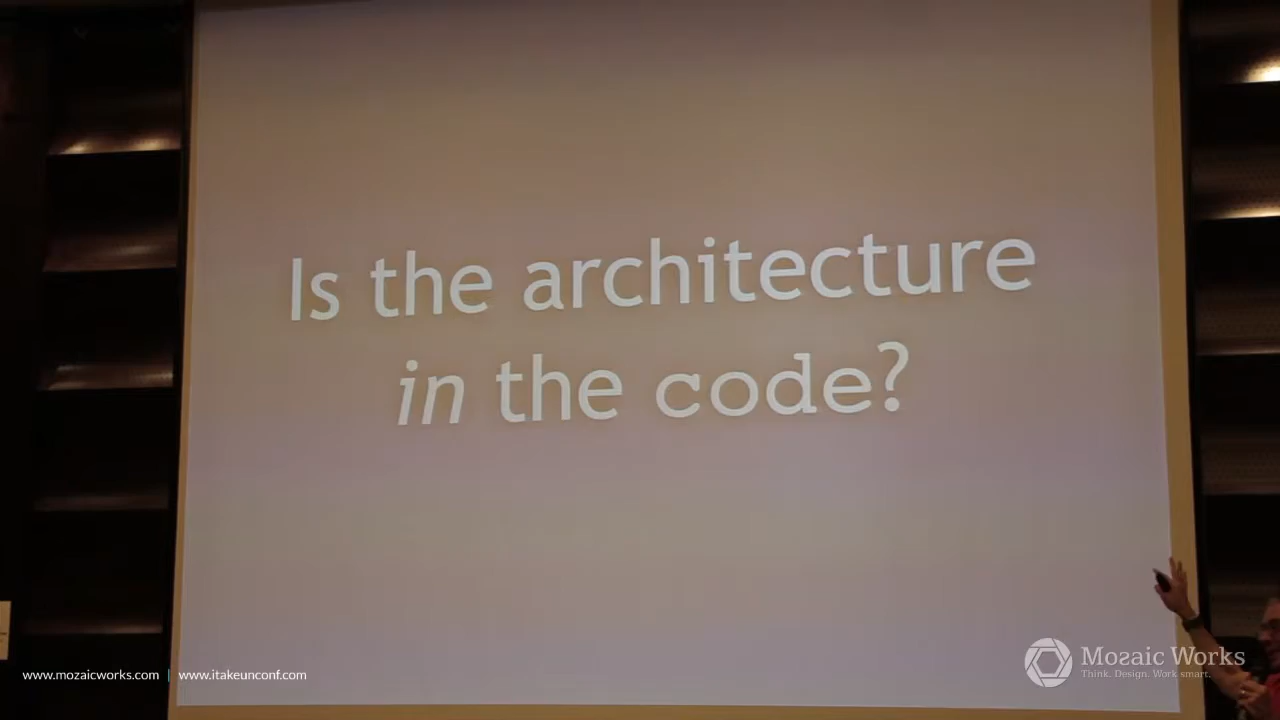 Is the architecture
in the code?
www.mozaicworks.com | www.itakeunconf.com
Mozaic Works
Think. Design. Work smart.